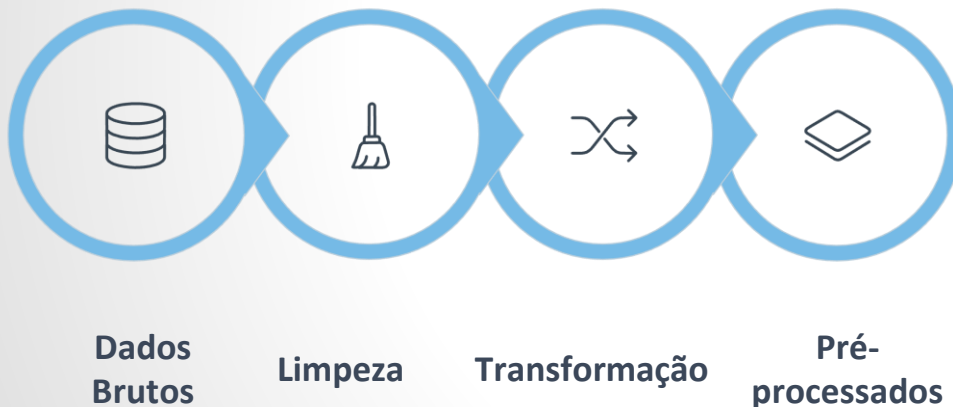 Dados
Brutos
Limpeza
Transformação
Pré-
processados